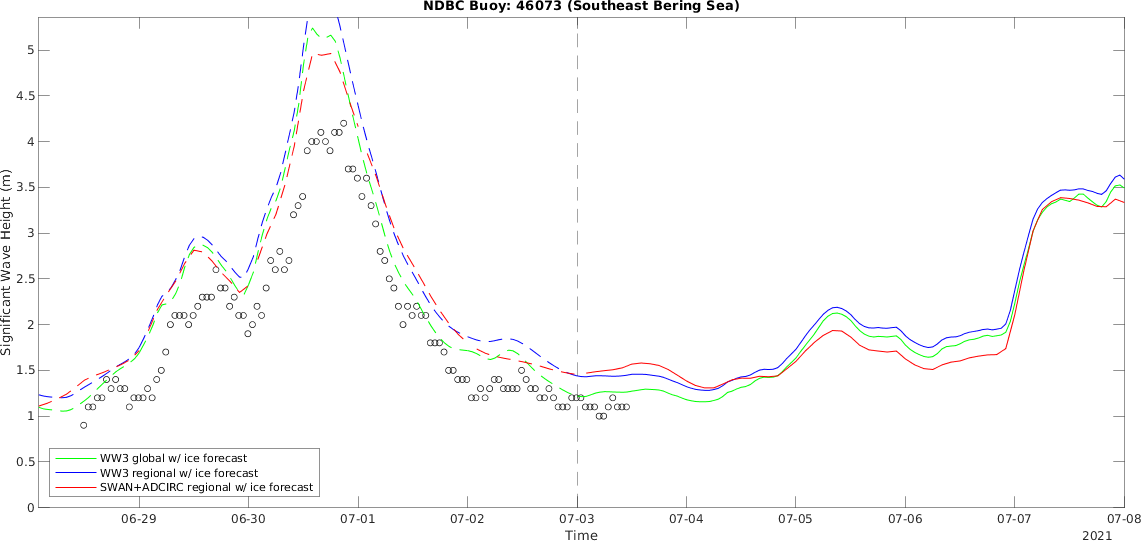 NDBC Buoy: 46073 (Southeast Bering Sea)
Significant Wave Height (m)
5
4.5
4
3.5
3
2.5
2
1.5
1
0.5
0
WW3 global w/ ice forecast
WW3 regional w/ ice forecast
SWAN+ADCIRC regional w/ ice forecast
06-29 06-30 07-01 07-02 07-03 07-04 07-05 07-06 07-07 07-08
Time
2021